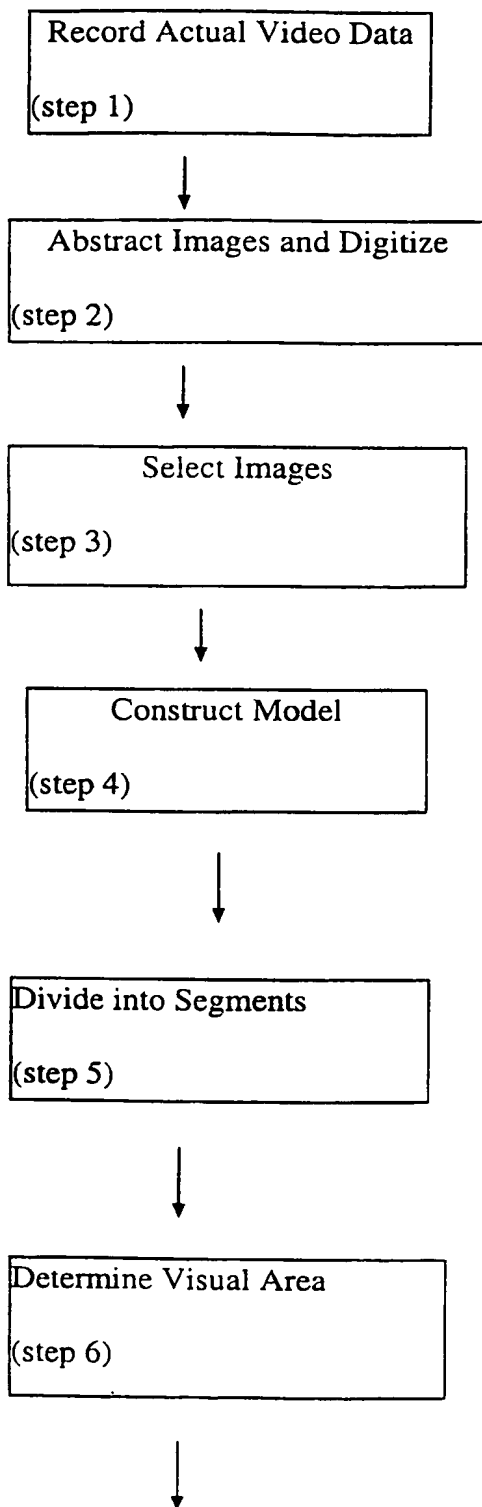 Record Actual Video Data
(step 1)
Abstract Images and Digitize
(step 2)
Select Images
(step 3)
Construct Model
(step 4)
Divide into Segments
(step 5)
Determine Visual Area
(step 6)